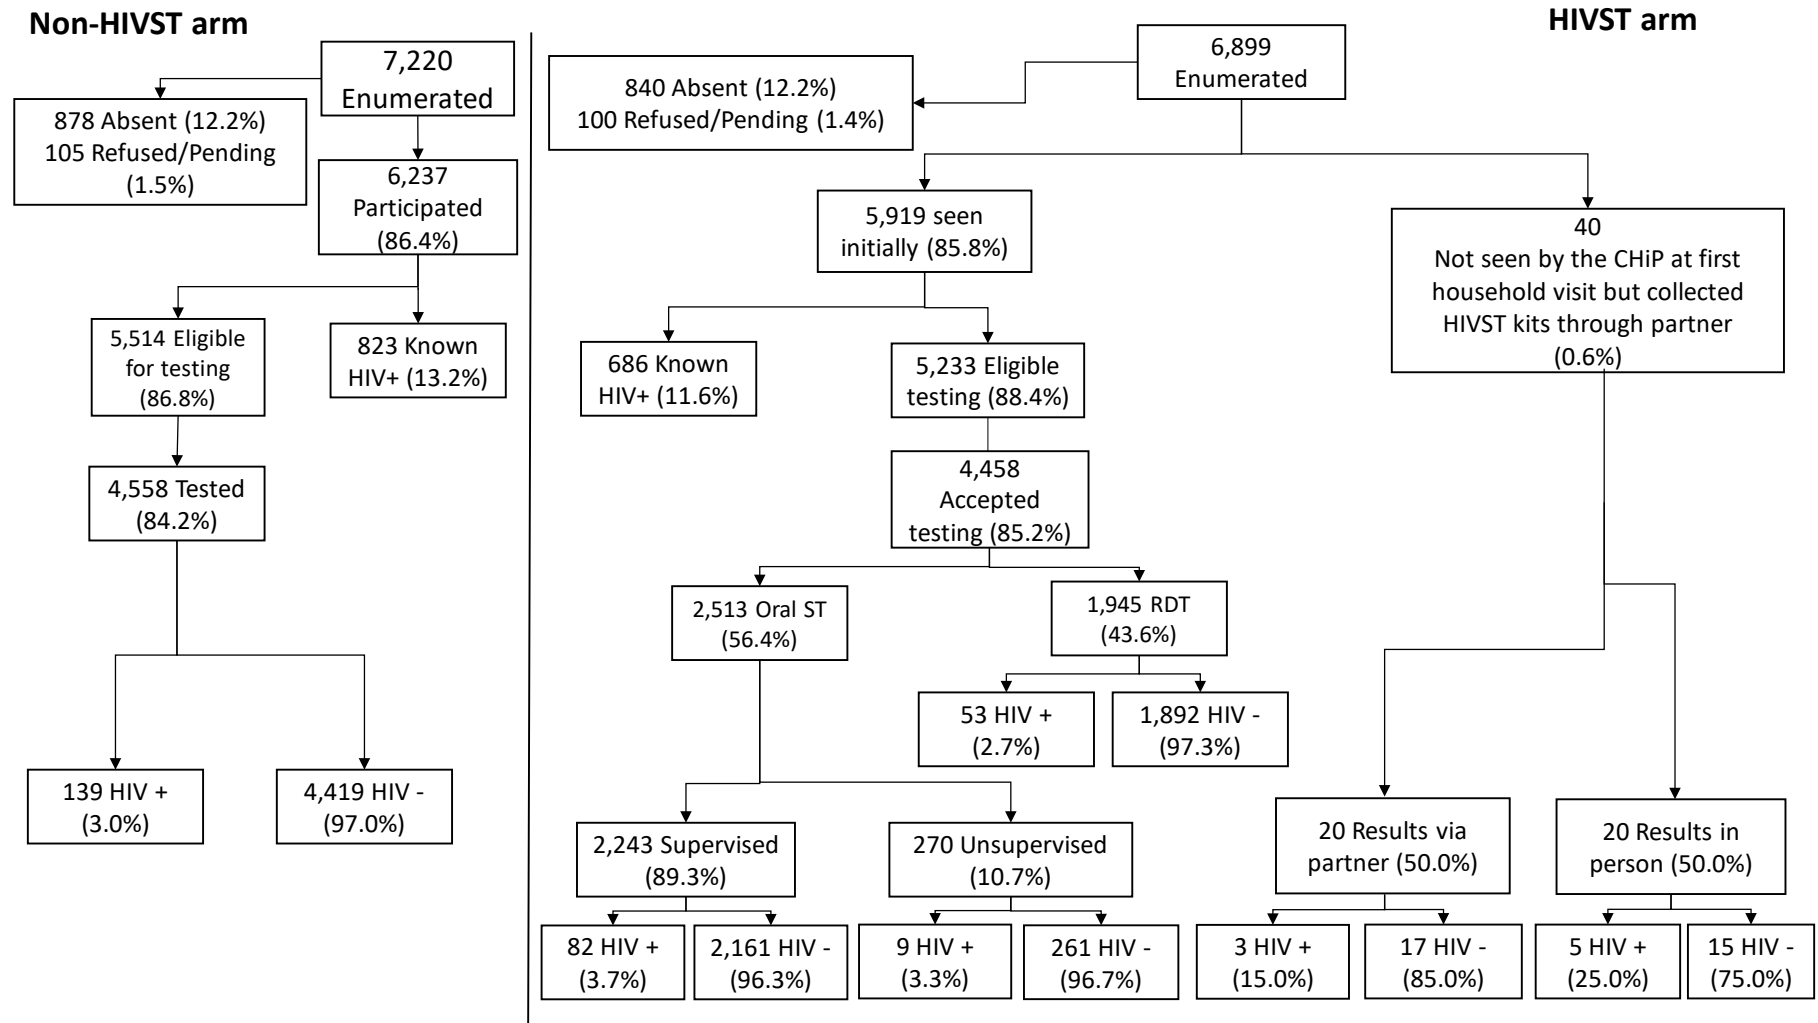 Non-HIVST arm
7,220
Enumerated
878 Absent (12.2%)
105 Refused/Pending
(1.5%)
6,237
Participated
(86.4%)
5,514 Eligible
for testing
(86.8%)
823 Known
HIV+ (13.2%)
4,558 Tested
(84.2%)
139 HIV +
(3.0%)
4,419 HIV -
(97.0%)
HIVST arm
6,899
Enumerated
840 Absent (12.2%)
100 Refused/Pending (1.4%)
5,919 seen
initially (85.8%)
40
Not seen by the CHiP at first
household visit but collected
HIVST kits through partner
(0.6%)
686 Known
HIV+ (11.6%)
5,233 Eligible
testing (88.4%)
4,458
Accepted
testing (85.2%)
2,513 Oral ST
(56.4%)
1,945 RDT
(43.6%)
53 HIV +
(2.7%)
1,892 HIV -
(97.3%)
2,243 Supervised
(89.3%)
270 Unsupervised
(10.7%)
20 Results via
partner (50.0%)
20 Results in
person (50.0%)
82 HIV +
(3.7%)
2,161 HIV -
(96.3%)
9 HIV +
(3.3%)
261 HIV -
(96.7%)
3 HIV +
(15.0%)
17 HIV -
(85.0%)
5 HIV +
(25.0%)
15 HIV -
(75.0%)